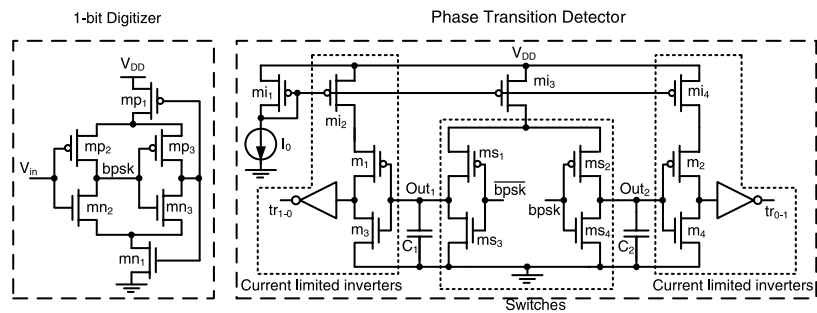 1-bit Digitizer
Phase Transition Detector
V_DD
mp_1
mp_2
mp_3
V_in
bpsk
mn_2
mn_3
mn_1
V_DD
mi_1
mi_2
mi_3
mi_4
I_0
m_1
ms_1
ms_2
m_2
Out_1
bpsk
bpsk
Out_2
tr_1-0
m_3
C_1
ms_3
ms_4
C_2
m_4
tr_0-1
Current limited inverters
Switches
Current limited inverters